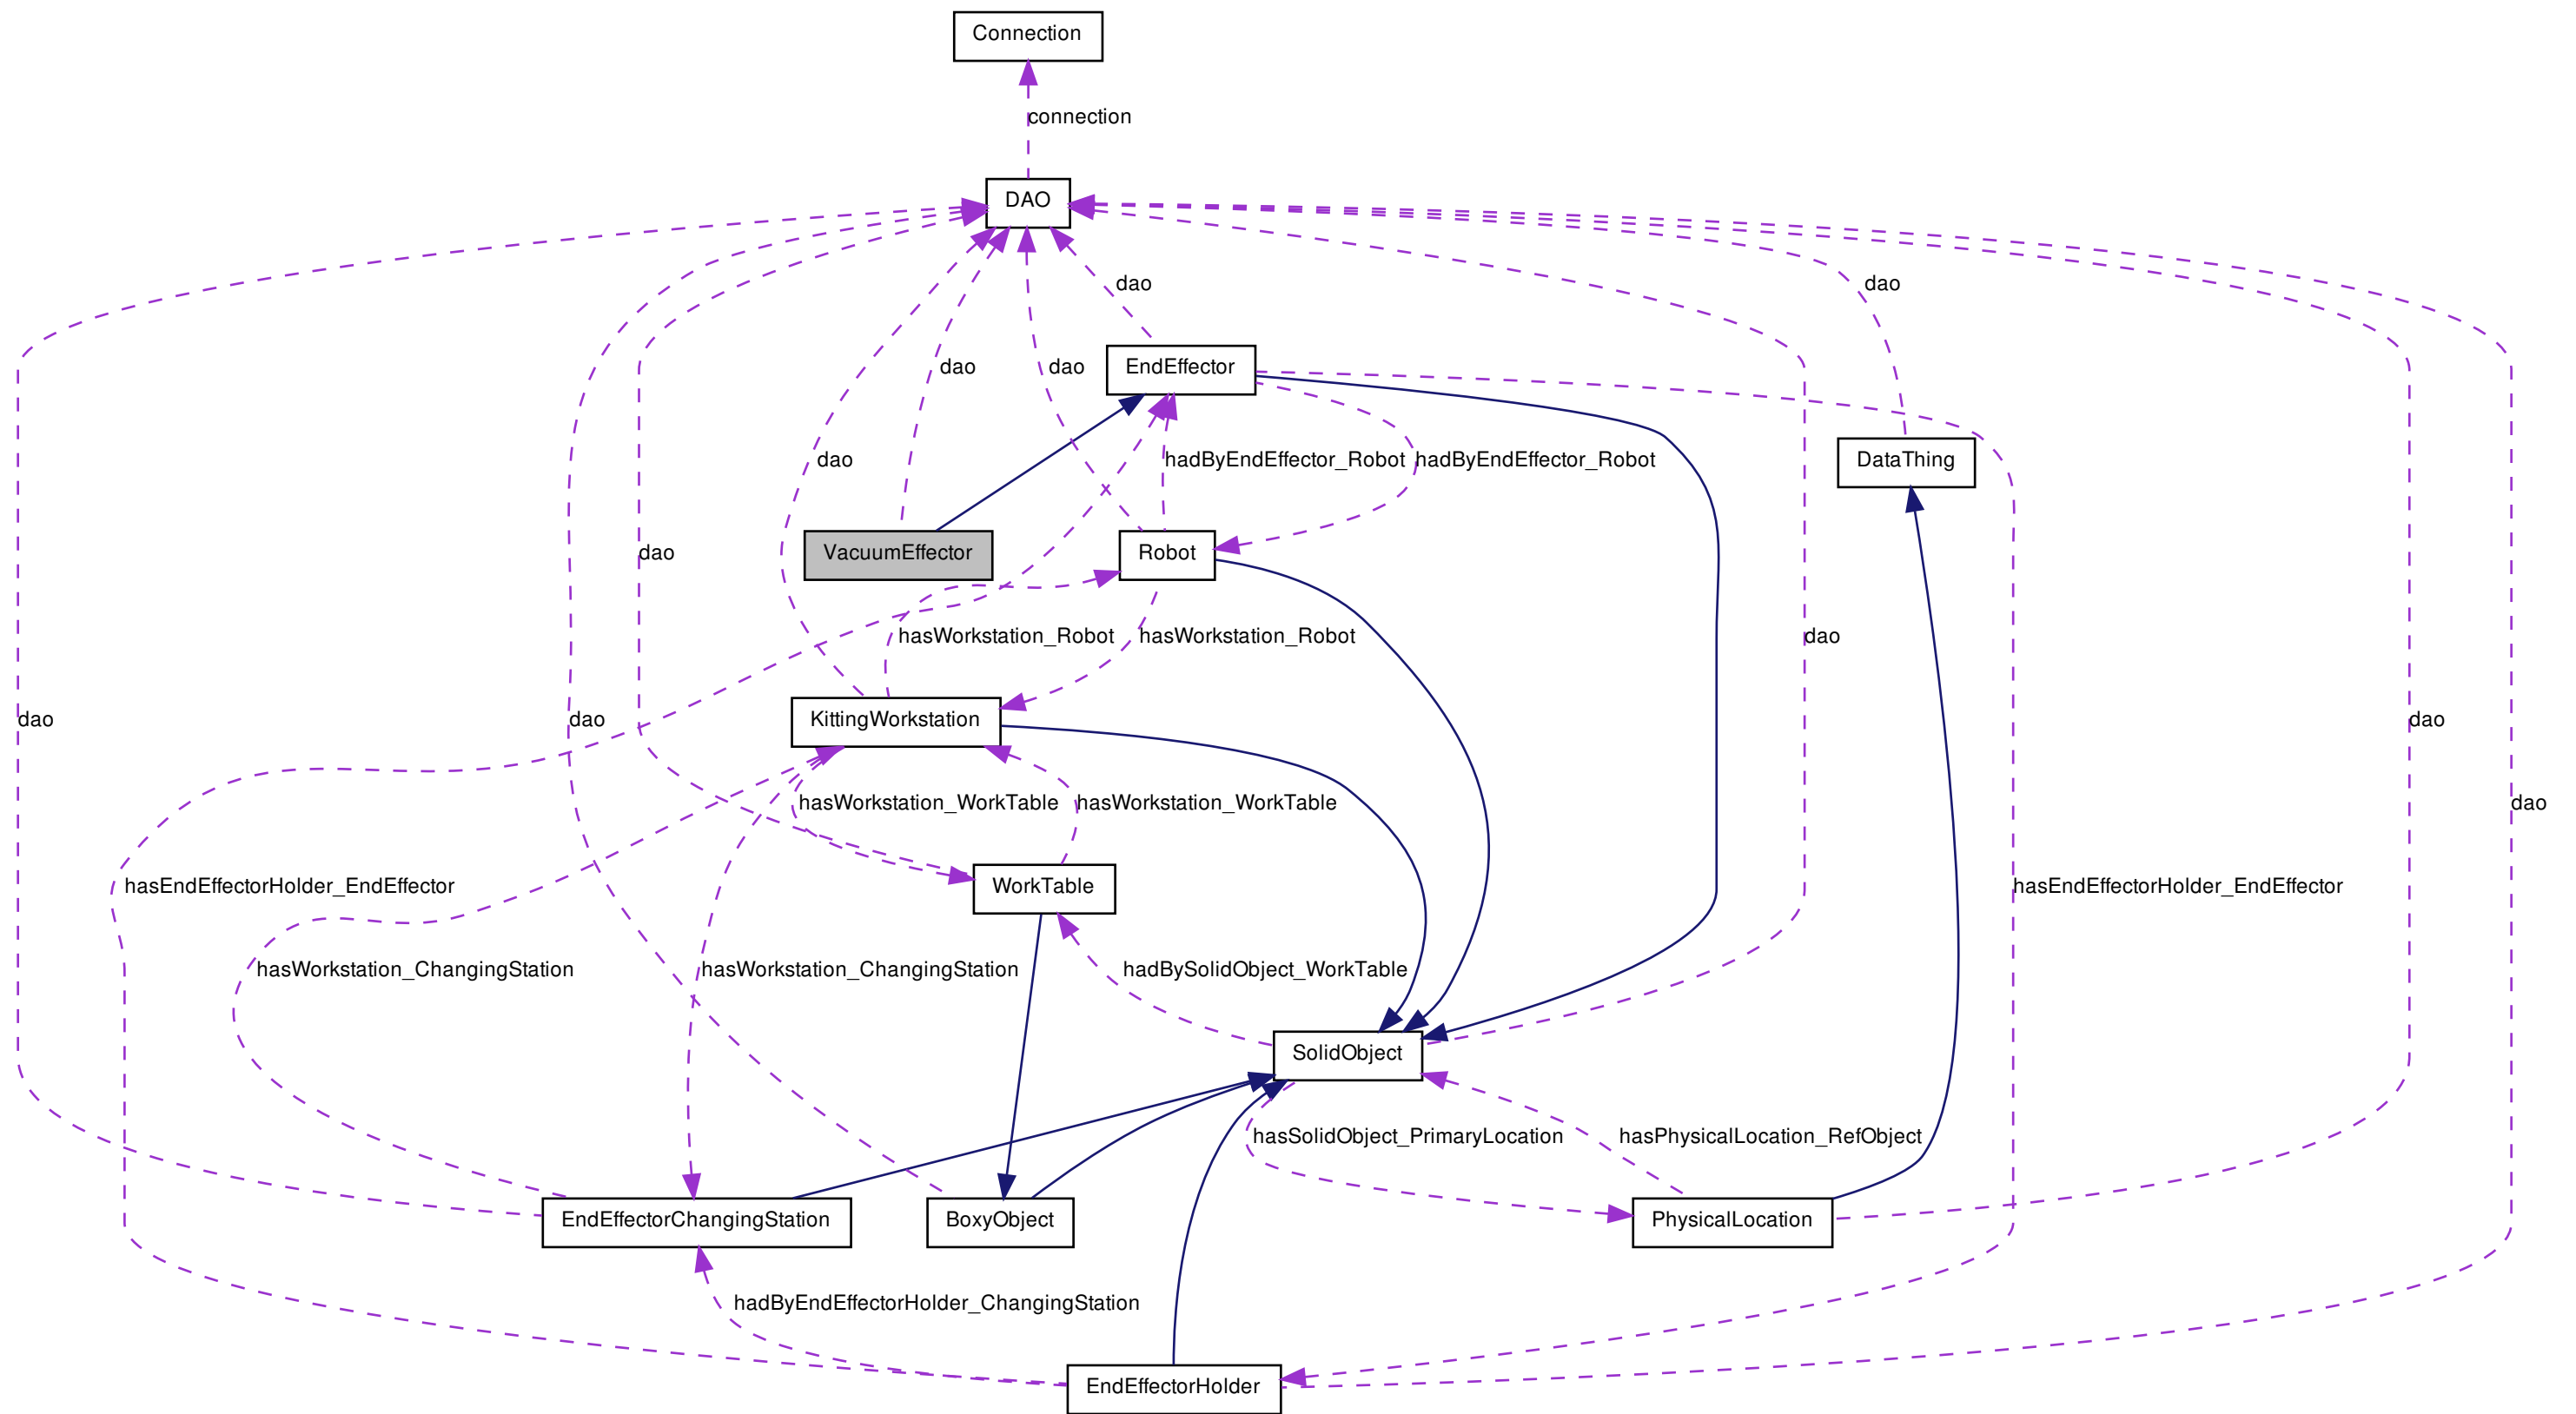 Connection
connection
DAO
dao
dao
EndEffector
dao
dao
DataThing
dao
hadByEndEffector_Robot
hadByEndEffector_Robot
VacuumEffector
Robot
dao
hasWorkstation_Robot
hasWorkstation_Robot
dao
KittingWorkstation
dao
dao
dao
hasWorkstation_WorkTable
hasWorkstation_WorkTable
dao
WorkTable
hasEndEffectorHolder_EndEffector
hasEndEffectorHolder_EndEffector
hasWorkstation_ChangingStation
hasWorkstation_ChangingStation
hadBySolidObject_WorkTable
SolidObject
hasSolidObject_PrimaryLocation
hasPhysicalLocation_RefObject
EndEffectorChangingStation
BoxyObject
PhysicalLocation
hadByEndEffectorHolder_ChangingStation
EndEffectorHolder